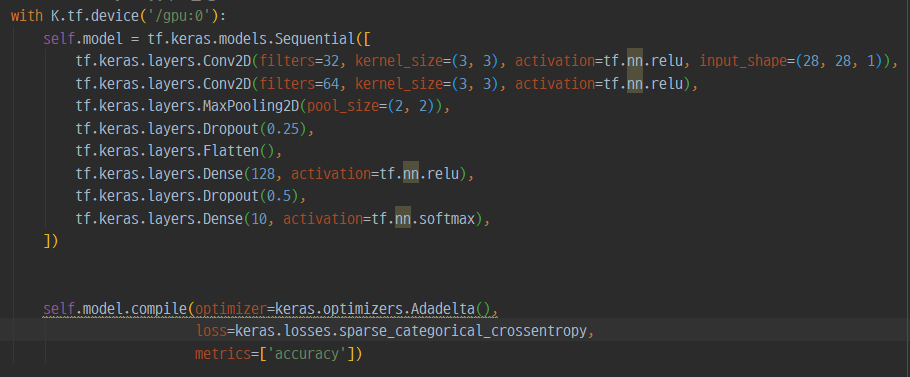 with K.tf.device('/gpu:0'):
    self.model = tf.keras.models.Sequential([
        tf.keras.layers.Conv2D(filters=32, kernel_size=(3, 3), activation=tf.nn.relu, input_shape=(28, 28, 1)),
        tf.keras.layers.Conv2D(filters=64, kernel_size=(3, 3), activation=tf.nn.relu),
        tf.keras.layers.MaxPooling2D(pool_size=(2, 2)),
        tf.keras.layers.Dropout(0.25),
        tf.keras.layers.Flatten(),
        tf.keras.layers.Dense(128, activation=tf.nn.relu),
        tf.keras.layers.Dropout(0.5),
        tf.keras.layers.Dense(10, activation=tf.nn.softmax),
    ])
    self.model.compile(optimizer=keras.optimizers.Adadelta(),
                       loss=keras.losses.sparse_categorical_crossentropy,
                       metrics=['accuracy'])